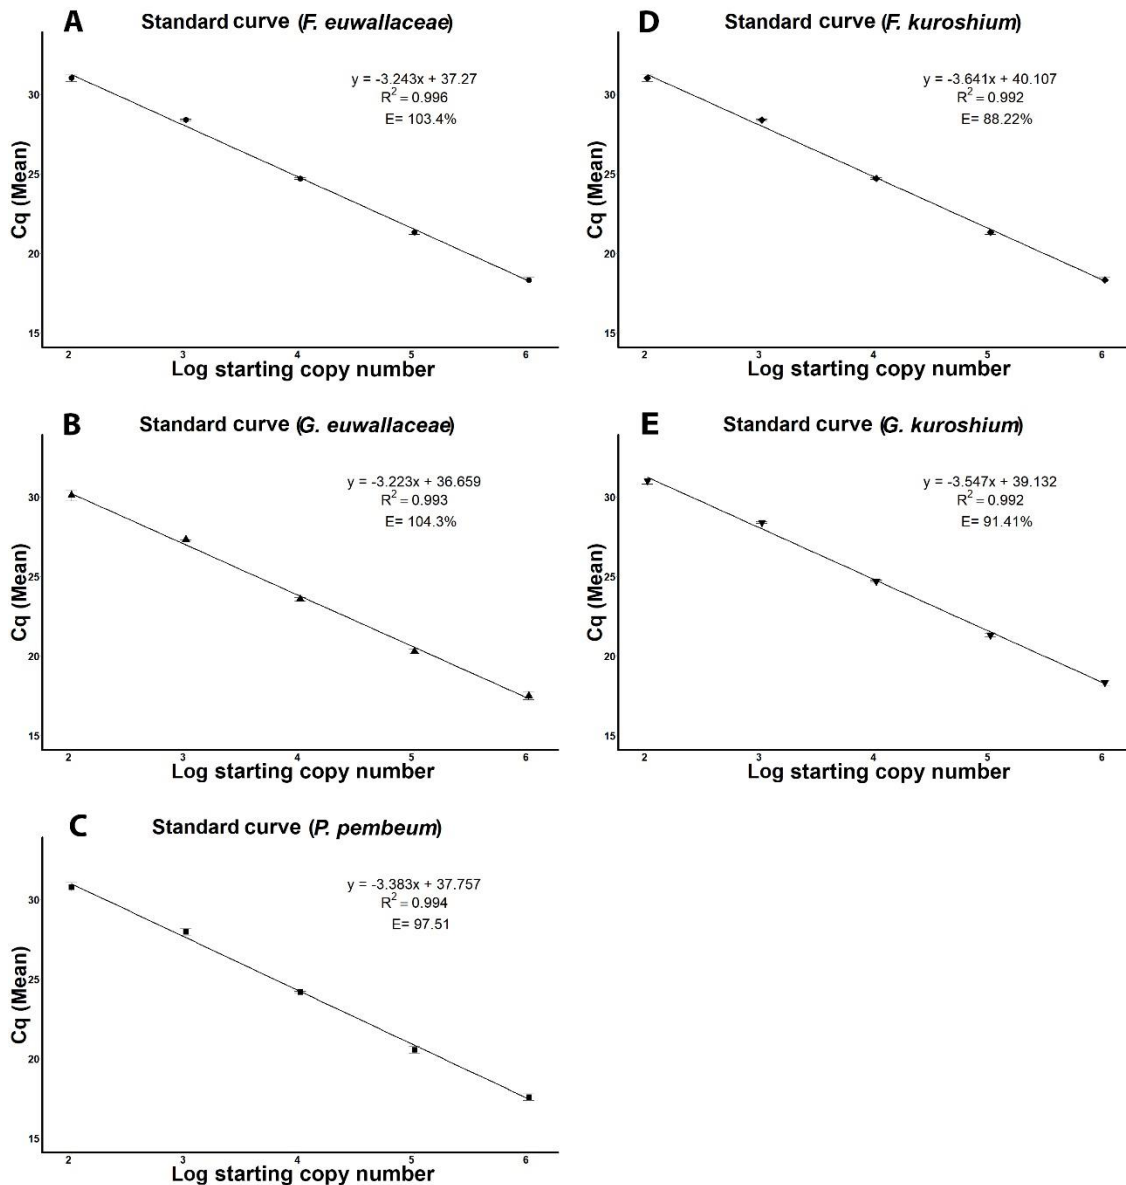 A
Standard curve (F. euwallaceae)
y = -3.243x + 37.27
R² = 0.996
E= 103.4%
Cq (Mean)
30
25
20
15
2 3 4 5 6
Log starting copy number
D
Standard curve (F. kuroshium)
y = -3.641x + 40.107
R² = 0.992
E= 88.22%
Cq (Mean)
30
25
20
15
2 3 4 5 6
Log starting copy number
B
Standard curve (G. euwallaceae)
y = -3.223x + 36.659
R² = 0.993
E= 104.3%
Cq (Mean)
30
25
20
15
2 3 4 5 6
Log starting copy number
E
Standard curve (G. kuroshium)
y = -3.547x + 39.132
R² = 0.992
E= 91.41%
Cq (Mean)
30
25
20
15
2 3 4 5 6
Log starting copy number
C
Standard curve (P. pembeum)
y = -3.383x + 37.757
R² = 0.994
E= 97.51
Cq (Mean)
30
25
20
15
2 3 4 5 6
Log starting copy number